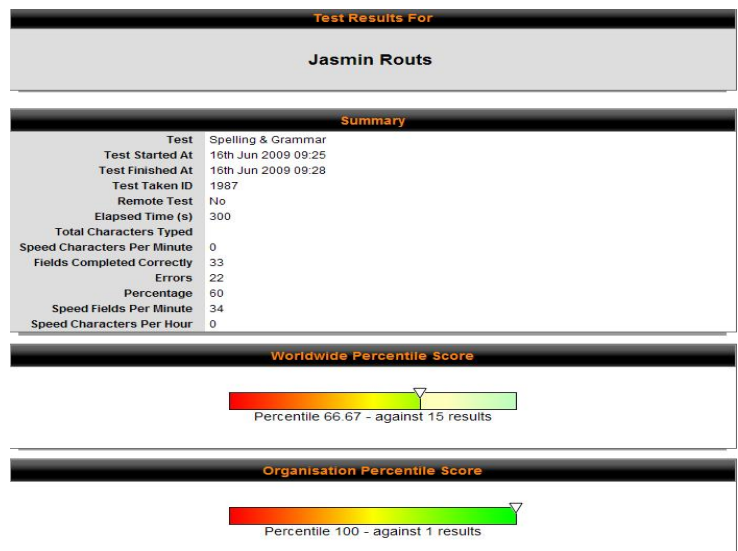 Test Results For
Jasmin Routs
Summary
Test Spelling & Grammar
Test Started At 16th Jun 2009 09:25
Test Finished At 16th Jun 2009 09:28
Test Taken ID 1987
Remote Test No
Elapsed Time (s) 300
Total Characters Typed
Speed Characters Per Minute 0
Fields Completed Correctly 33
Errors 22
Percentage 60
Speed Fields Per Minute 34
Speed Characters Per Hour 0
Worldwide Percentile Score
Percentile 66.67 - against 15 results
Organisation Percentile Score
Percentile 100 - against 1 results